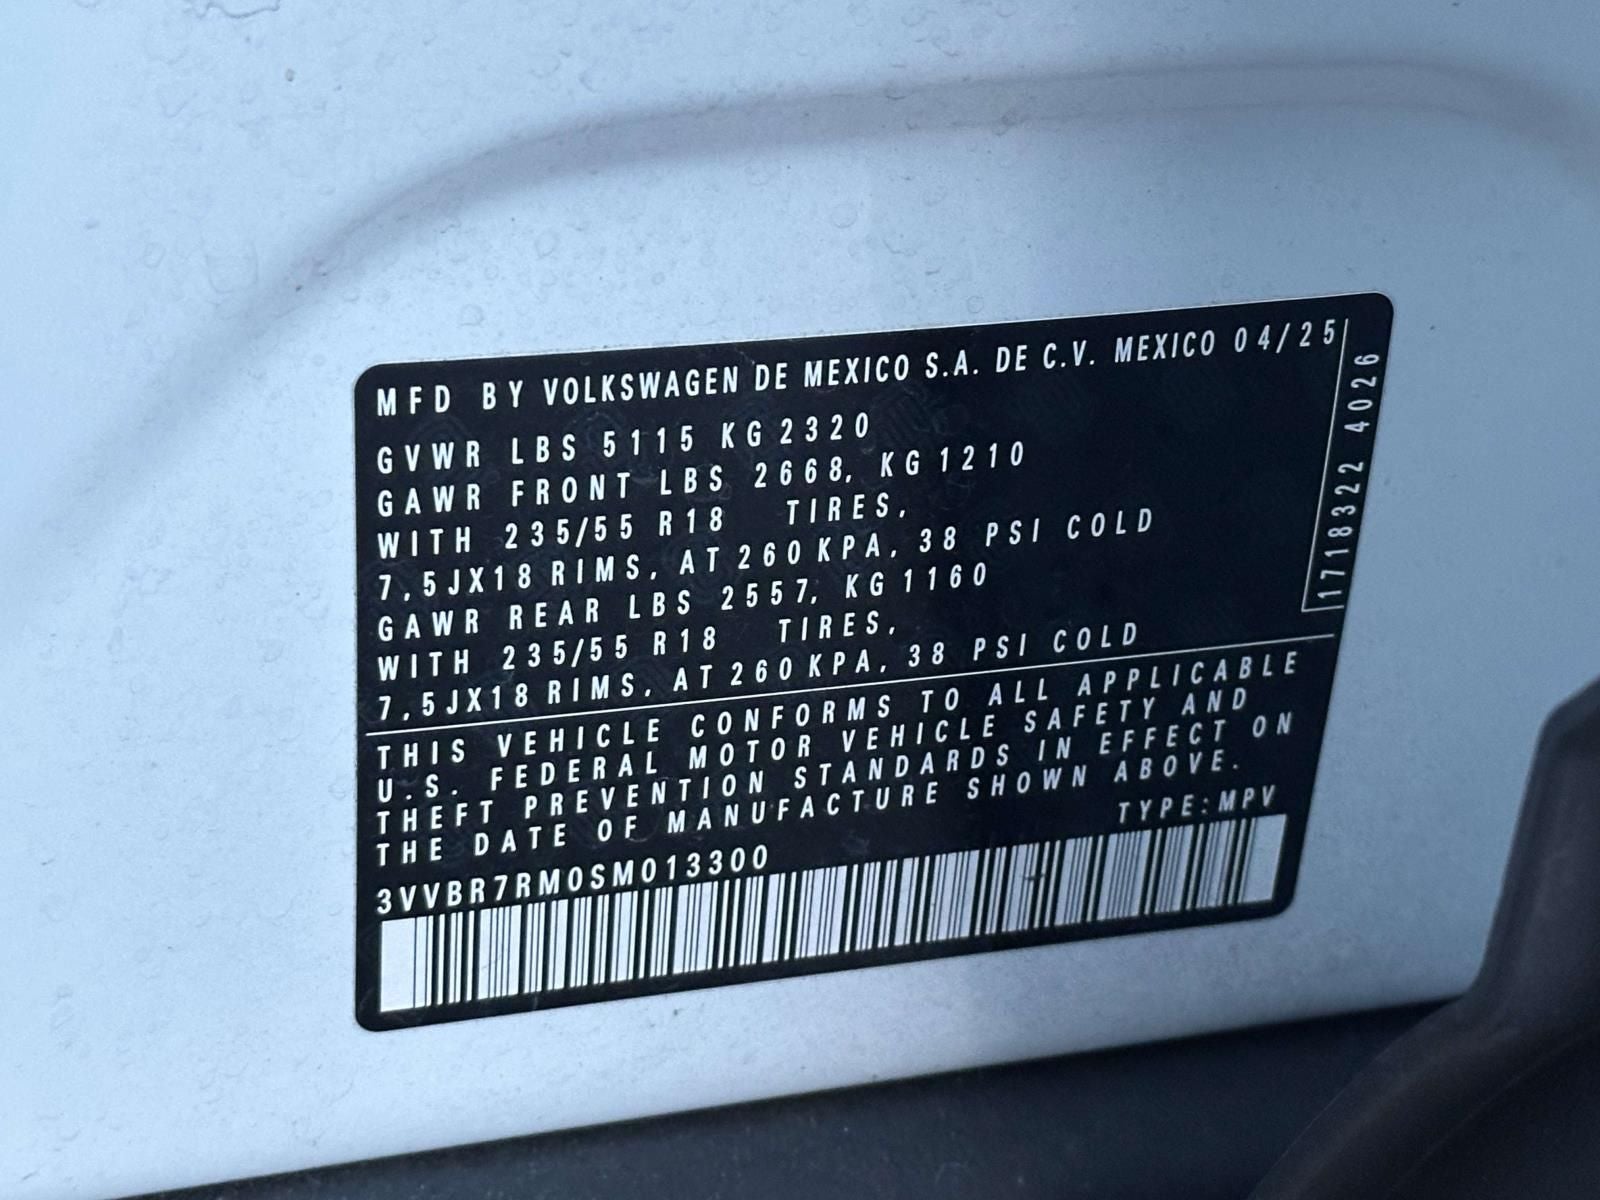 MFD BY VOLKSWAGEN DE MEXICO S.A. DE C.V. MEXICO 04/25
GVWR LBS 5115 KG 2320
GAWR FRONT LBS 2668, KG 1210
WITH 235/55 R18 TIRES,
7,5JX18 RIMS, AT 260 KPA, 38 PSI COLD
GAWR REAR LBS 2557, KG 1160
WITH 235/55 R18 TIRES,
7,5JX18 RIMS, AT 260 KPA, 38 PSI COLD
1718322 4026
THIS VEHICLE CONFORMS TO ALL APPLICABLE
U.S. FEDERAL MOTOR VEHICLE SAFETY AND
THEFT PREVENTION STANDARDS IN EFFECT ON
THE DATE OF MANUFACTURE SHOWN ABOVE.
TYPE:MPV
3VVBR7RM0SM013300